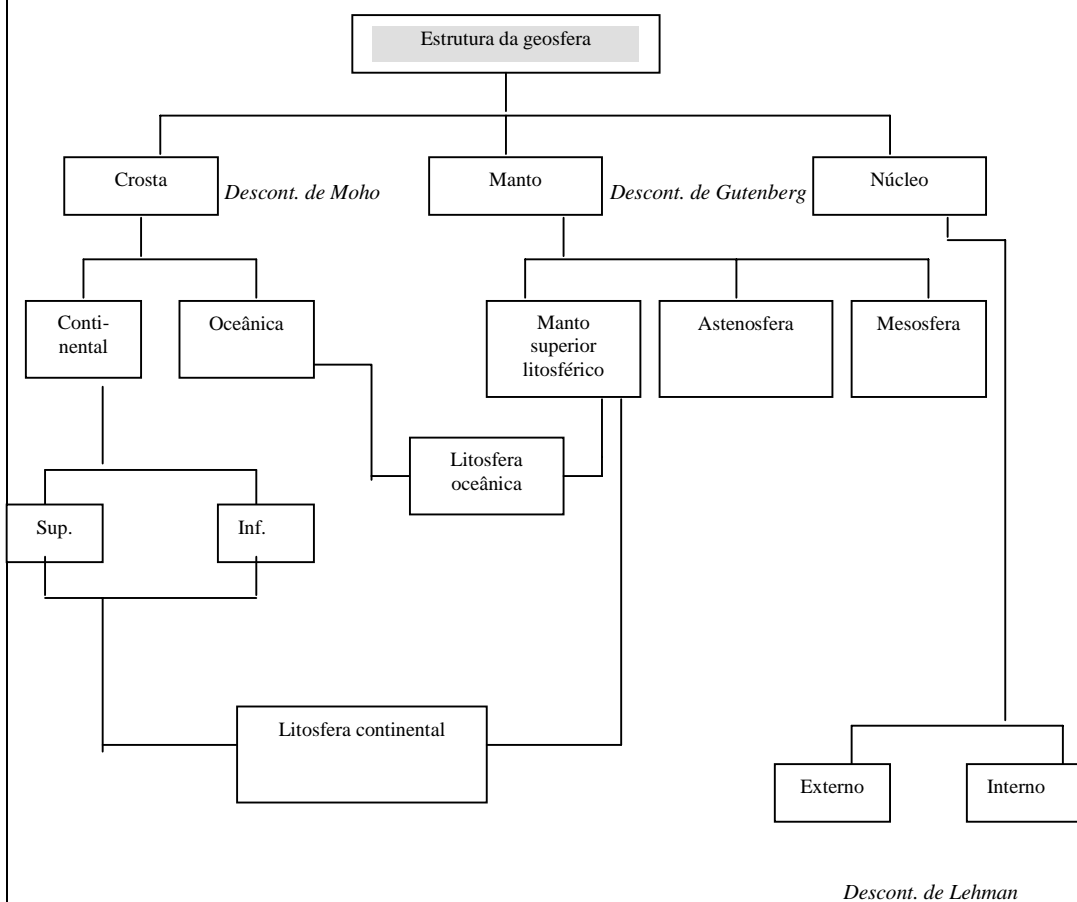 Estrutura da geosfera
Crosta
Descont. de Moho
Manto
Descont. de Gutenberg
Núcleo
Conti-
nental
Oceânica
Manto
superior
litosférico
Astenosfera
Mesosfera
Litosfera
oceânica
Sup.
Inf.
Litosfera continental
Externo
Interno
Descont. de Lehman